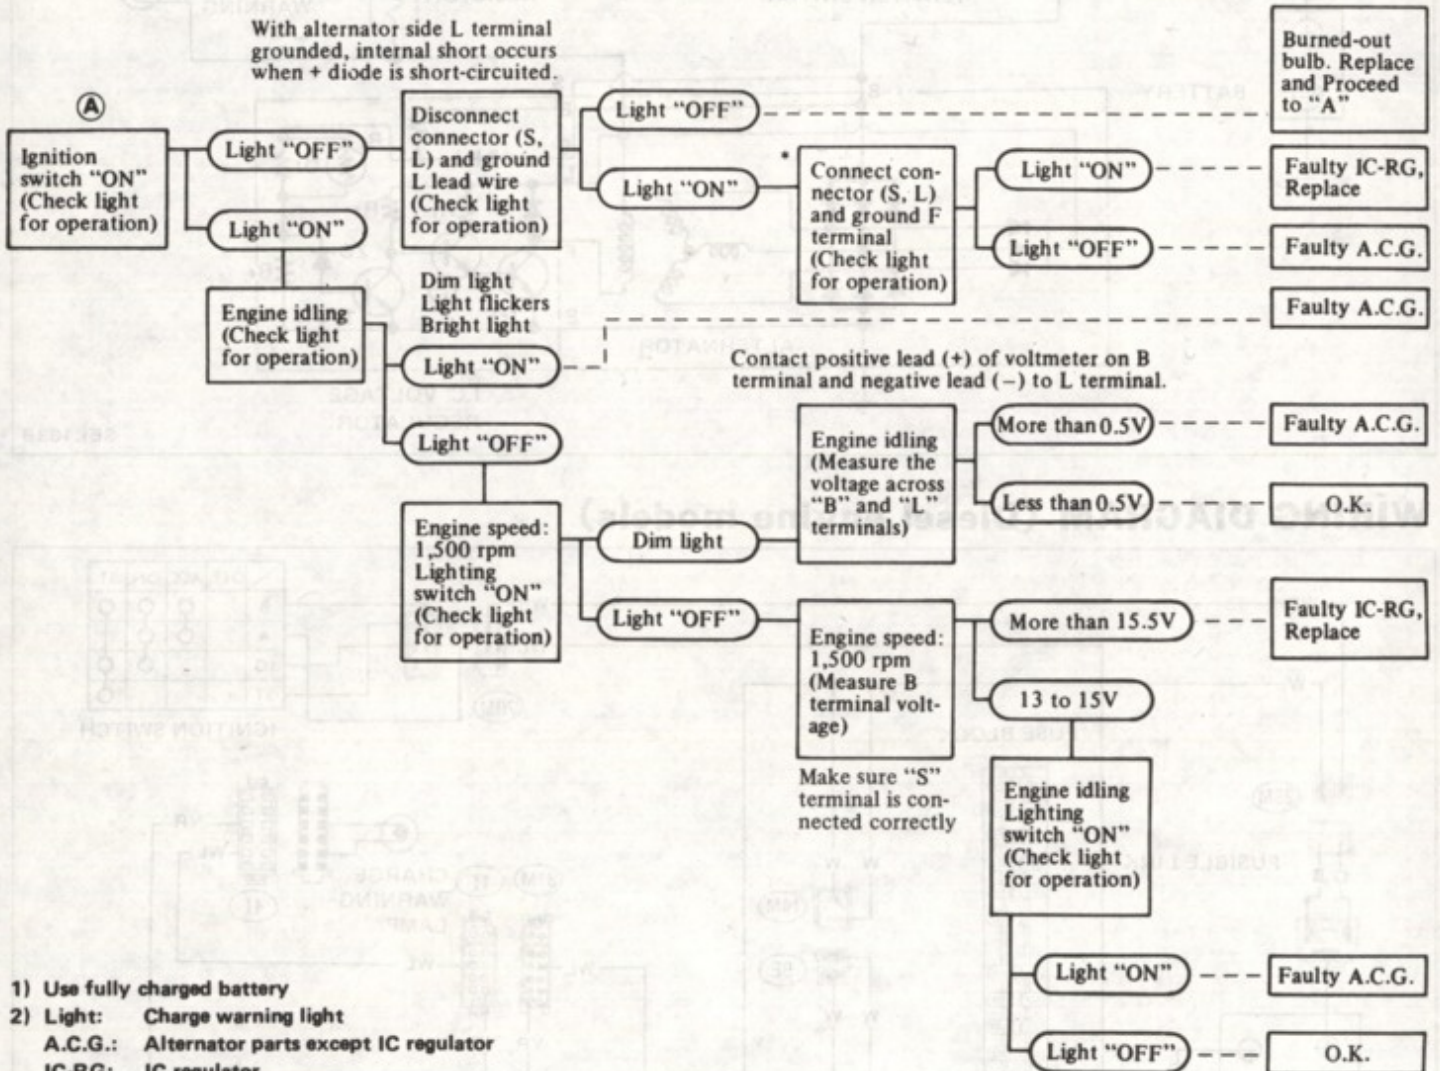 With alternator side L terminal
grounded, internal short occurs
when + diode is short-circuited.
Burned-out
bulb. Replace
and Proceed
to "A"
A
Ignition
switch "ON"
(Check light
for operation)
Light "OFF"
Light "ON"
Disconnect
connector (S,
L) and ground
L lead wire
(Check light
for operation)
Light "OFF"
Light "ON"
*
Connect con-
nector (S, L)
and ground F
terminal
(Check light
for operation)
Light "ON"
Faulty IC-RG,
Replace
Light "OFF"
Faulty A.C.G.
Engine idling
(Check light
for operation)
Dim light
Light flickers
Bright light
Light "ON"
Faulty A.C.G.
Light "OFF"
Contact positive lead (+) of voltmeter on B
terminal and negative lead (−) to L terminal.
Engine idling
(Measure the
voltage across
"B" and "L"
terminals)
More than 0.5V
Faulty A.C.G.
Less than 0.5V
O.K.
Engine speed:
1,500 rpm
Lighting
switch "ON"
(Check light
for operation)
Dim light
Light "OFF"
Engine speed:
1,500 rpm
(Measure B
terminal volt-
age)
Make sure "S"
terminal is con-
nected correctly
More than 15.5V
Faulty IC-RG,
Replace
13 to 15V
Engine idling
Lighting
switch "ON"
(Check light
for operation)
Light "ON"
Faulty A.C.G.
Light "OFF"
O.K.
1) Use fully charged battery
2) Light: Charge warning light
A.C.G.: Alternator parts except IC regulator
IC-RG: IC regulator